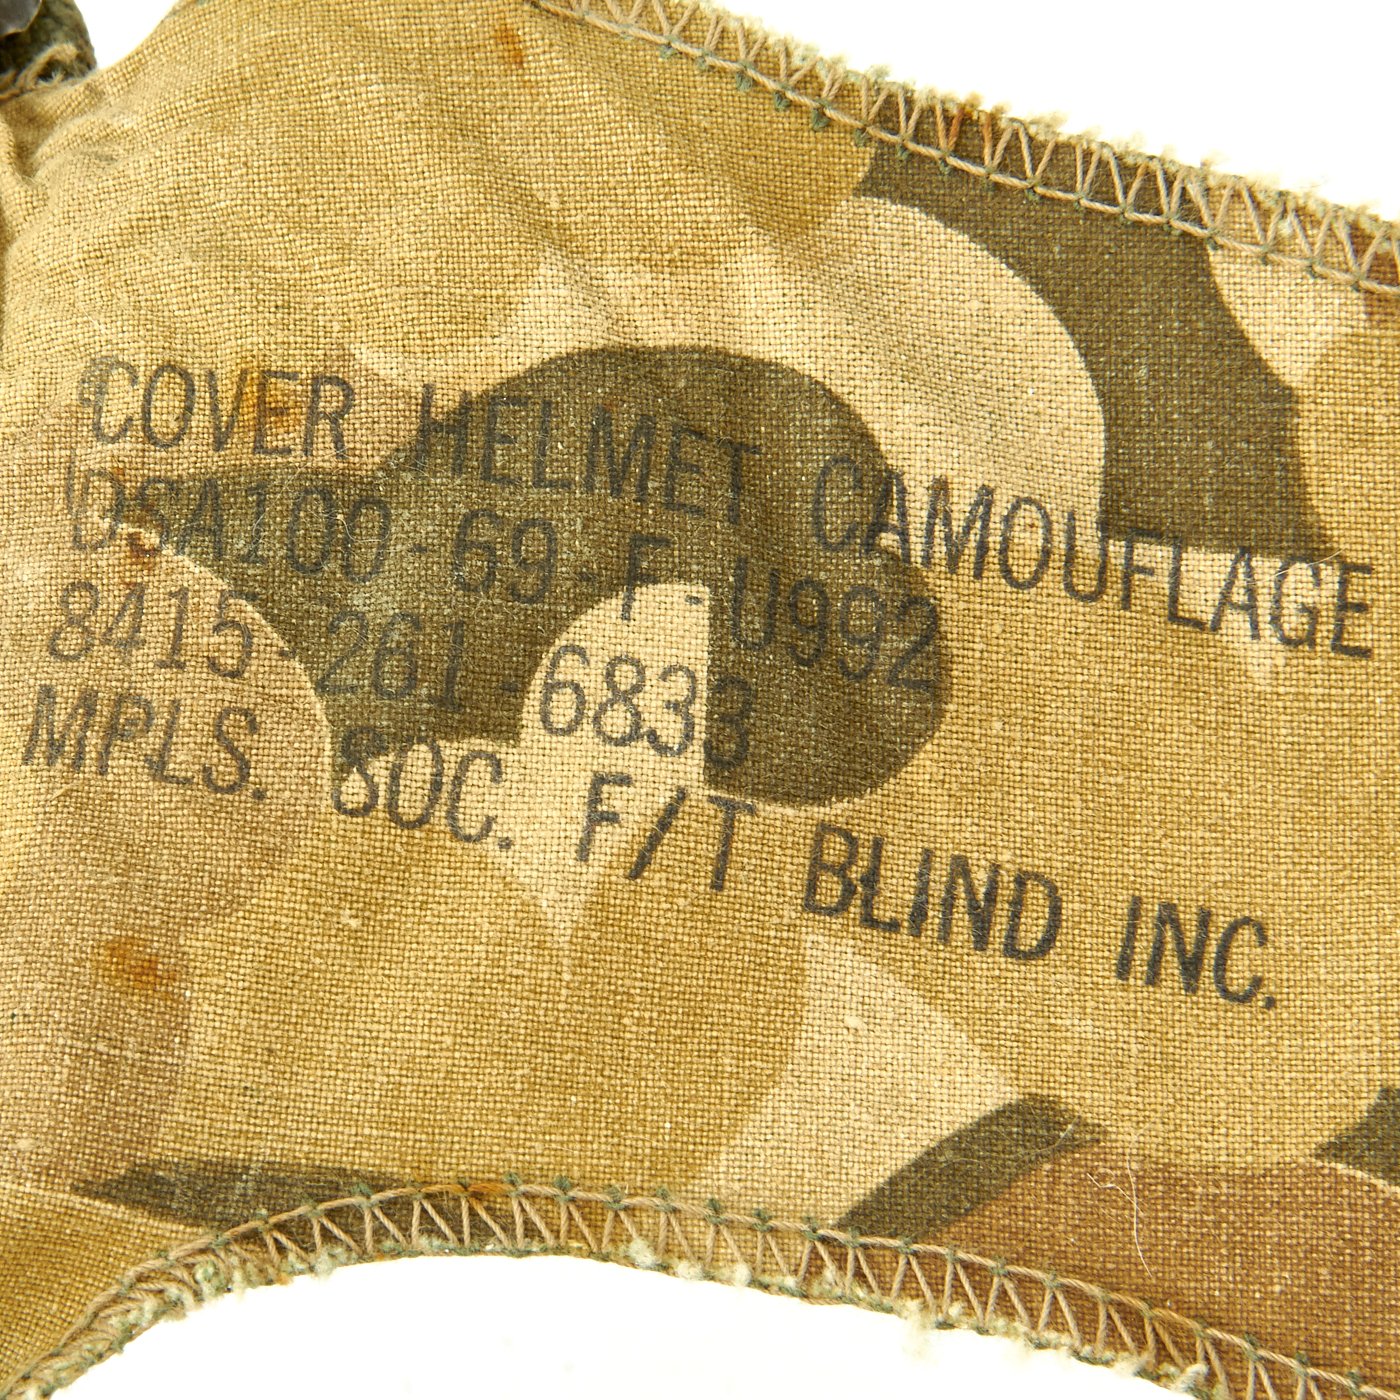 COVER HELMET CAMOUFLAGE
DSA100-69-F-U992
8415-261-6833
MPLS. SOC. F/T BLIND INC.